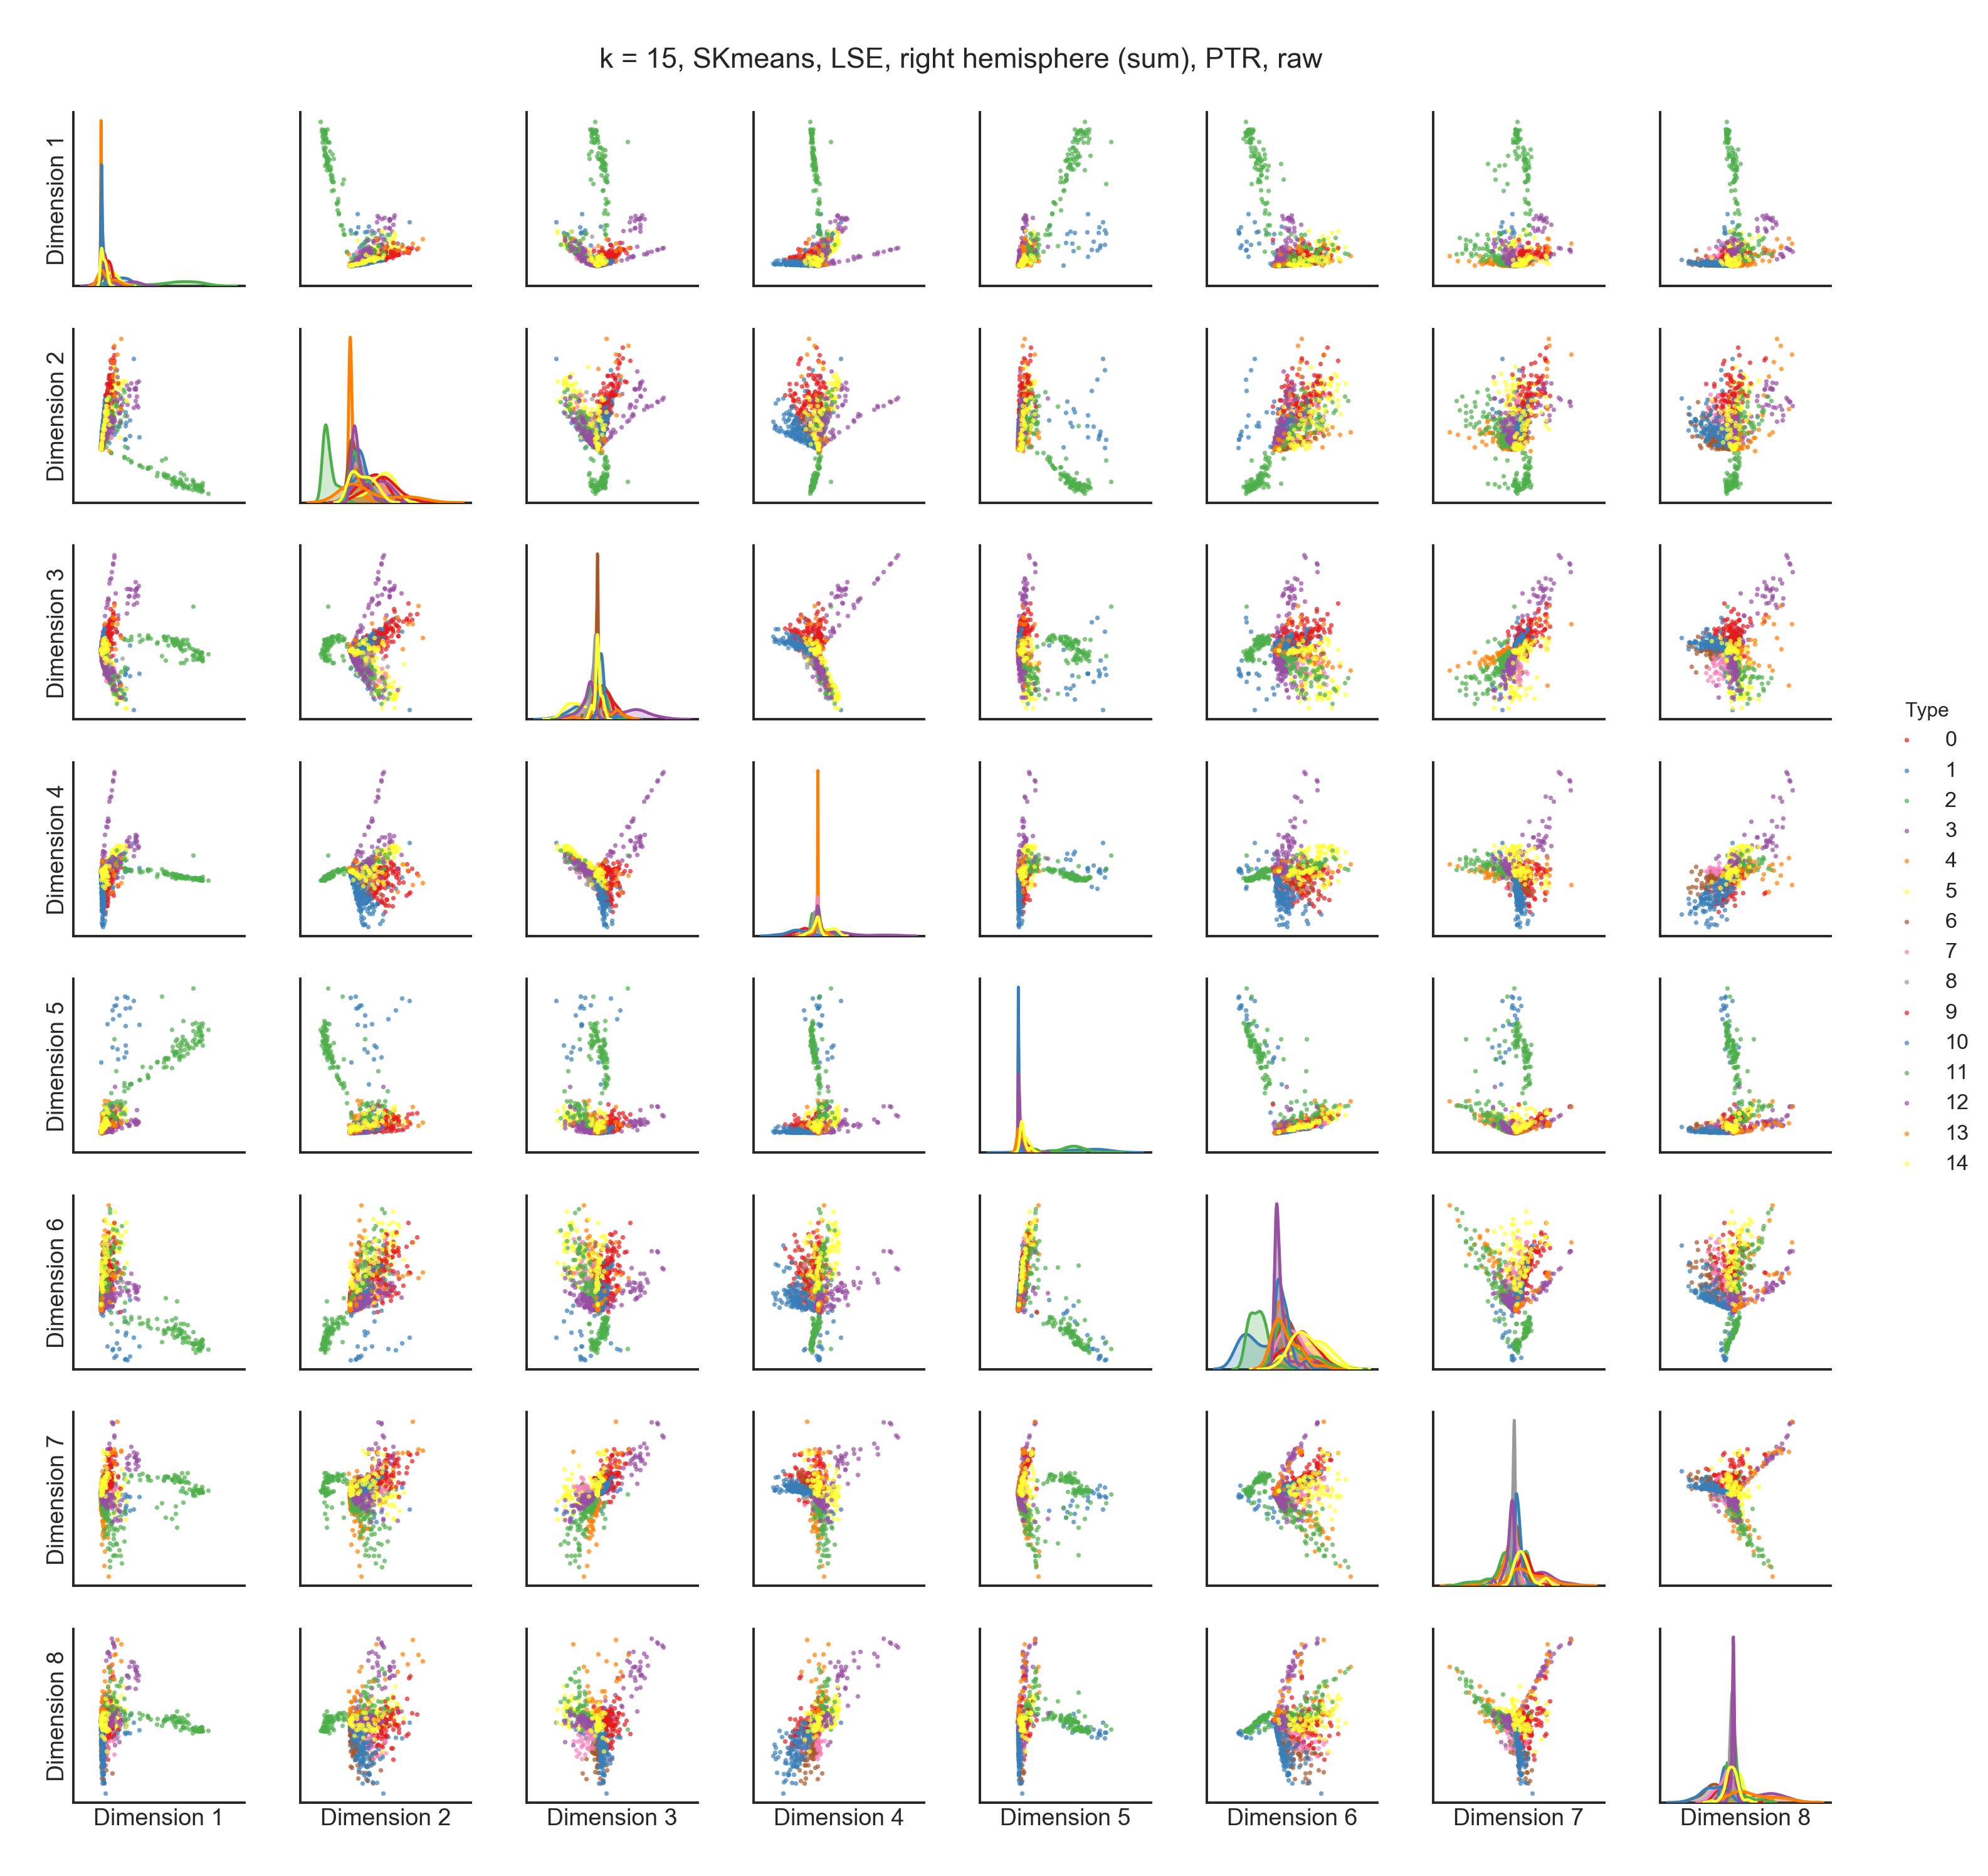 k = 15, SKmeans, LSE, right hemisphere (sum), PTR, raw
Dimension 1
Dimension 2
Dimension 3
Dimension 4
Dimension 5
Dimension 6
Dimension 7
Dimension 8
Type
0
1
2
3
4
5
6
7
8
9
10
11
12
13
14
Dimension 1 Dimension 2 Dimension 3 Dimension 4 Dimension 5 Dimension 6 Dimension 7 Dimension 8